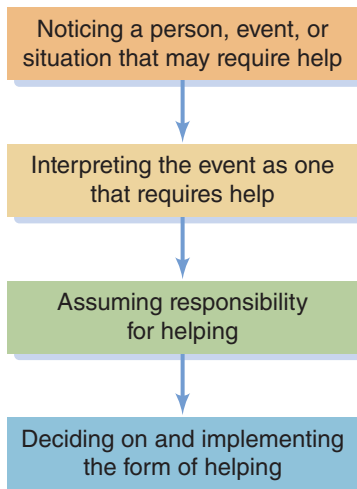 Noticing a person, event, or
situation that may require help
Interpreting the event as one
that requires help
Assuming responsibility
for helping
Deciding on and implementing
the form of helping